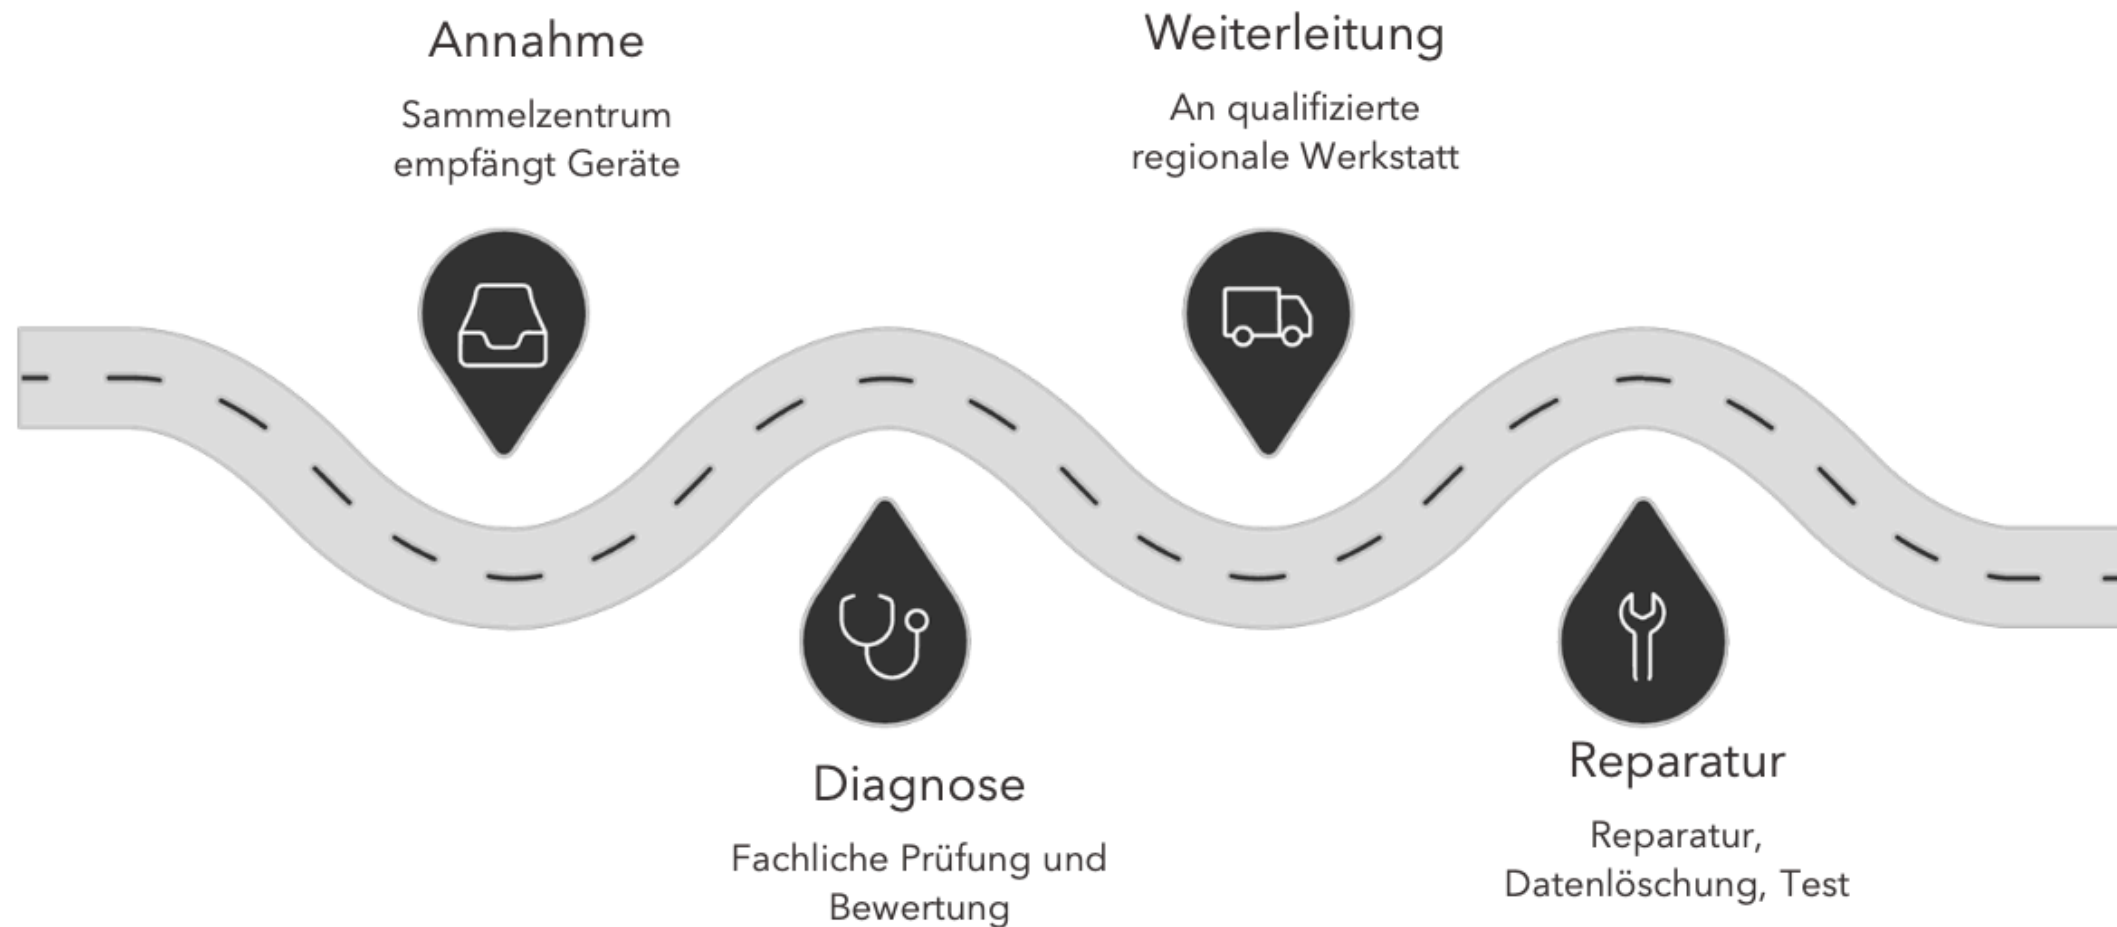 Annahme
Sammelzentrum
empfängt Geräte
Diagnose
Fachliche Prüfung und
Bewertung
Weiterleitung
An qualifizierte
regionale Werkstatt
Reparatur
Reparatur,
Datenlöschung, Test